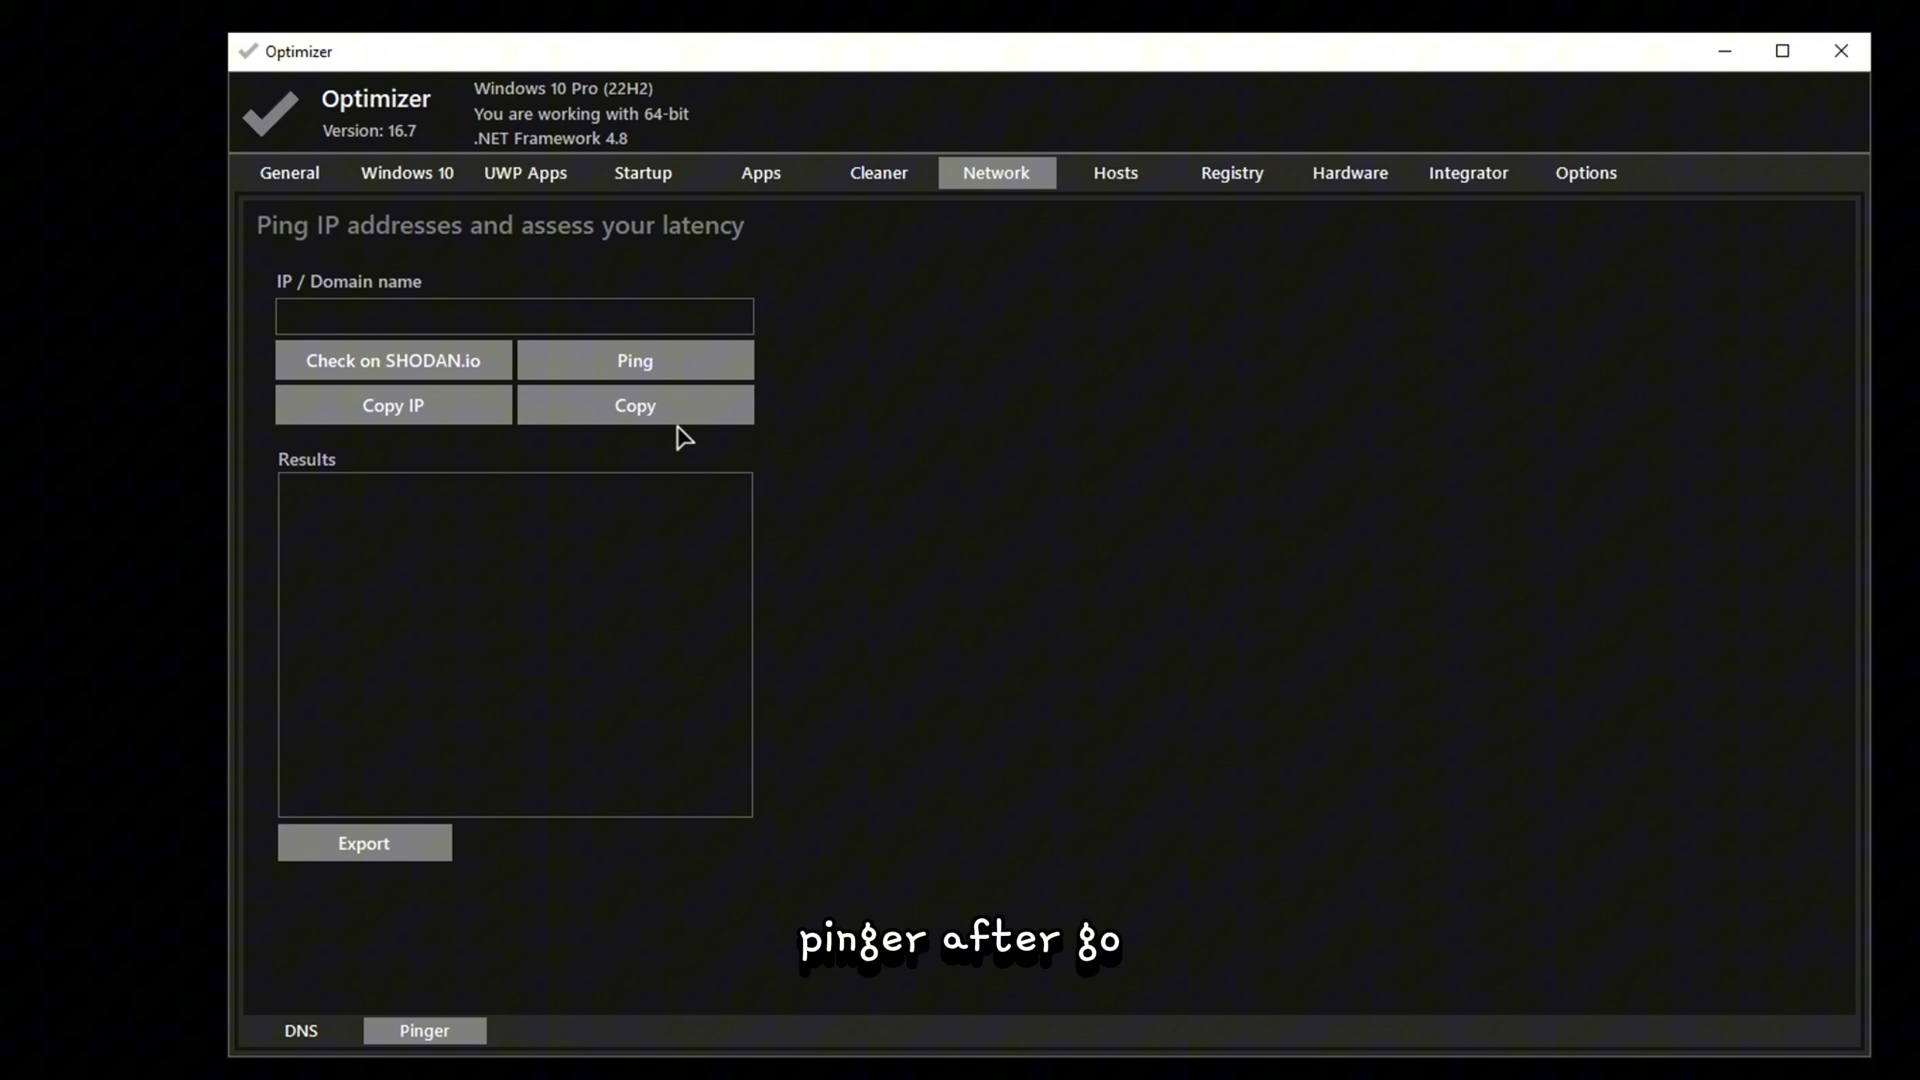 Optimizer
Optimizer
Version: 16.7
Windows 10 Pro (22H2)
You are working with 64-bit
.NET Framework 4.8
General Windows 10 UWP Apps Startup Apps Cleaner Network Hosts Registry Hardware Integrator Options
Ping IP addresses and assess your latency
IP / Domain name
Check on SHODAN.io Ping
Copy IP Copy
Results
Export
pinger after go
DNS Pinger